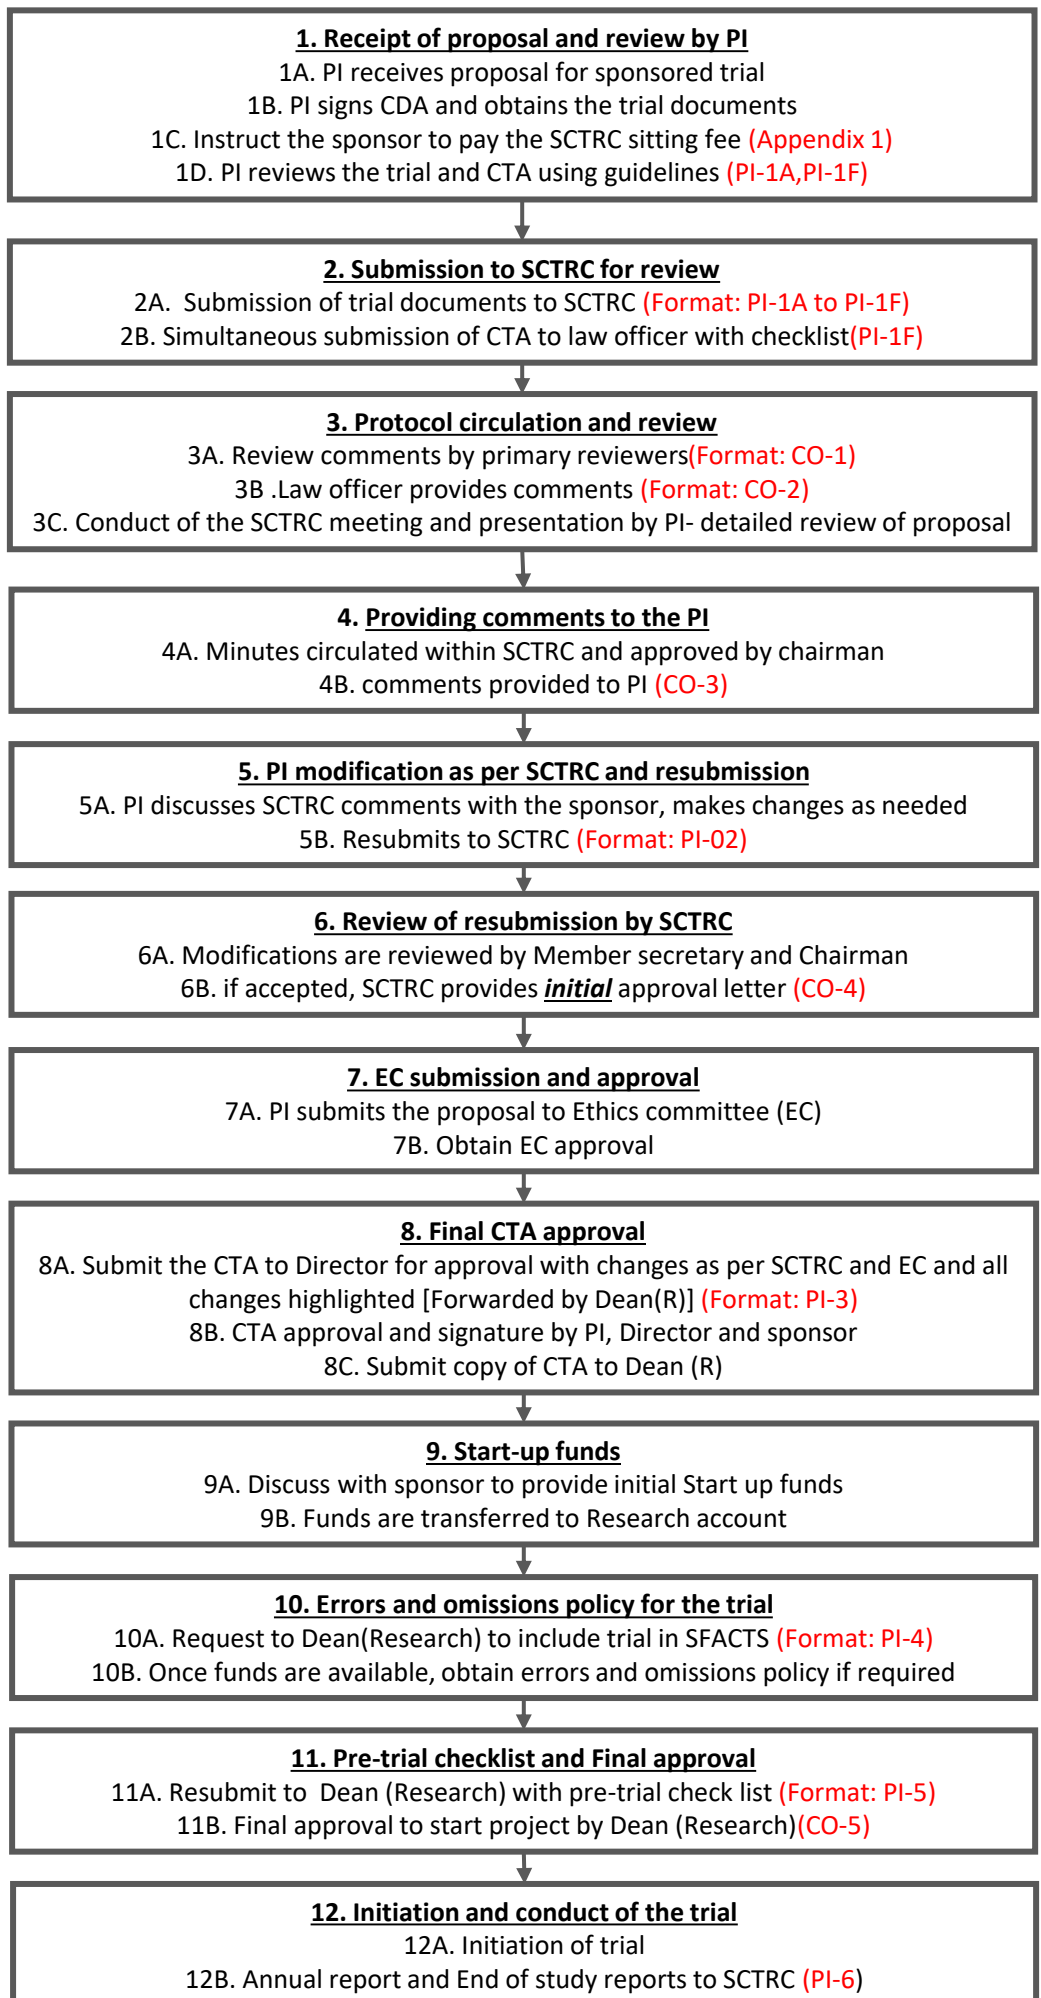 1. Receipt of proposal and review by PI
1A. PI receives proposal for sponsored trial
1B. PI signs CDA and obtains the trial documents
1C. Instruct the sponsor to pay the SCTRC sitting fee (Appendix 1)
1D. PI reviews the trial and CTA using guidelines (PI-1A,PI-1F)
2. Submission to SCTRC for review
2A.  Submission of trial documents to SCTRC (Format: PI-1A to PI-1F)
2B. Simultaneous submission of CTA to law officer with checklist(PI-1F)
3. Protocol circulation and review
3A. Review comments by primary reviewers(Format: CO-1)
3B .Law officer provides comments (Format: CO-2)
3C. Conduct of the SCTRC meeting and presentation by PI- detailed review of proposal
4. Providing comments to the PI
4A. Minutes circulated within SCTRC and approved by chairman
4B. comments provided to PI (CO-3)
5. PI modification as per SCTRC and resubmission
5A. PI discusses SCTRC comments with the sponsor, makes changes as needed
5B. Resubmits to SCTRC (Format: PI-02)
6. Review of resubmission by SCTRC
6A. Modifications are reviewed by Member secretary and Chairman
6B. if accepted, SCTRC provides initial approval letter (CO-4)
7. EC submission and approval
7A. PI submits the proposal to Ethics committee (EC)
7B. Obtain EC approval
8. Final CTA approval
8A. Submit the CTA to Director for approval with changes as per SCTRC and EC and all
changes highlighted [Forwarded by Dean(R)] (Format: PI-3)
8B. CTA approval and signature by PI, Director and sponsor
8C. Submit copy of CTA to Dean (R)
9. Start-up funds
9A. Discuss with sponsor to provide initial Start up funds
9B. Funds are transferred to Research account
10. Errors and omissions policy for the trial
10A. Request to Dean(Research) to include trial in SFACTS (Format: PI-4)
10B. Once funds are available, obtain errors and omissions policy if required
11. Pre-trial checklist and Final approval
11A. Resubmit to  Dean (Research) with pre-trial check list (Format: PI-5)
11B. Final approval to start project by Dean (Research)(CO-5)
12. Initiation and conduct of the trial
12A. Initiation of trial
12B. Annual report and End of study reports to SCTRC (PI-6)